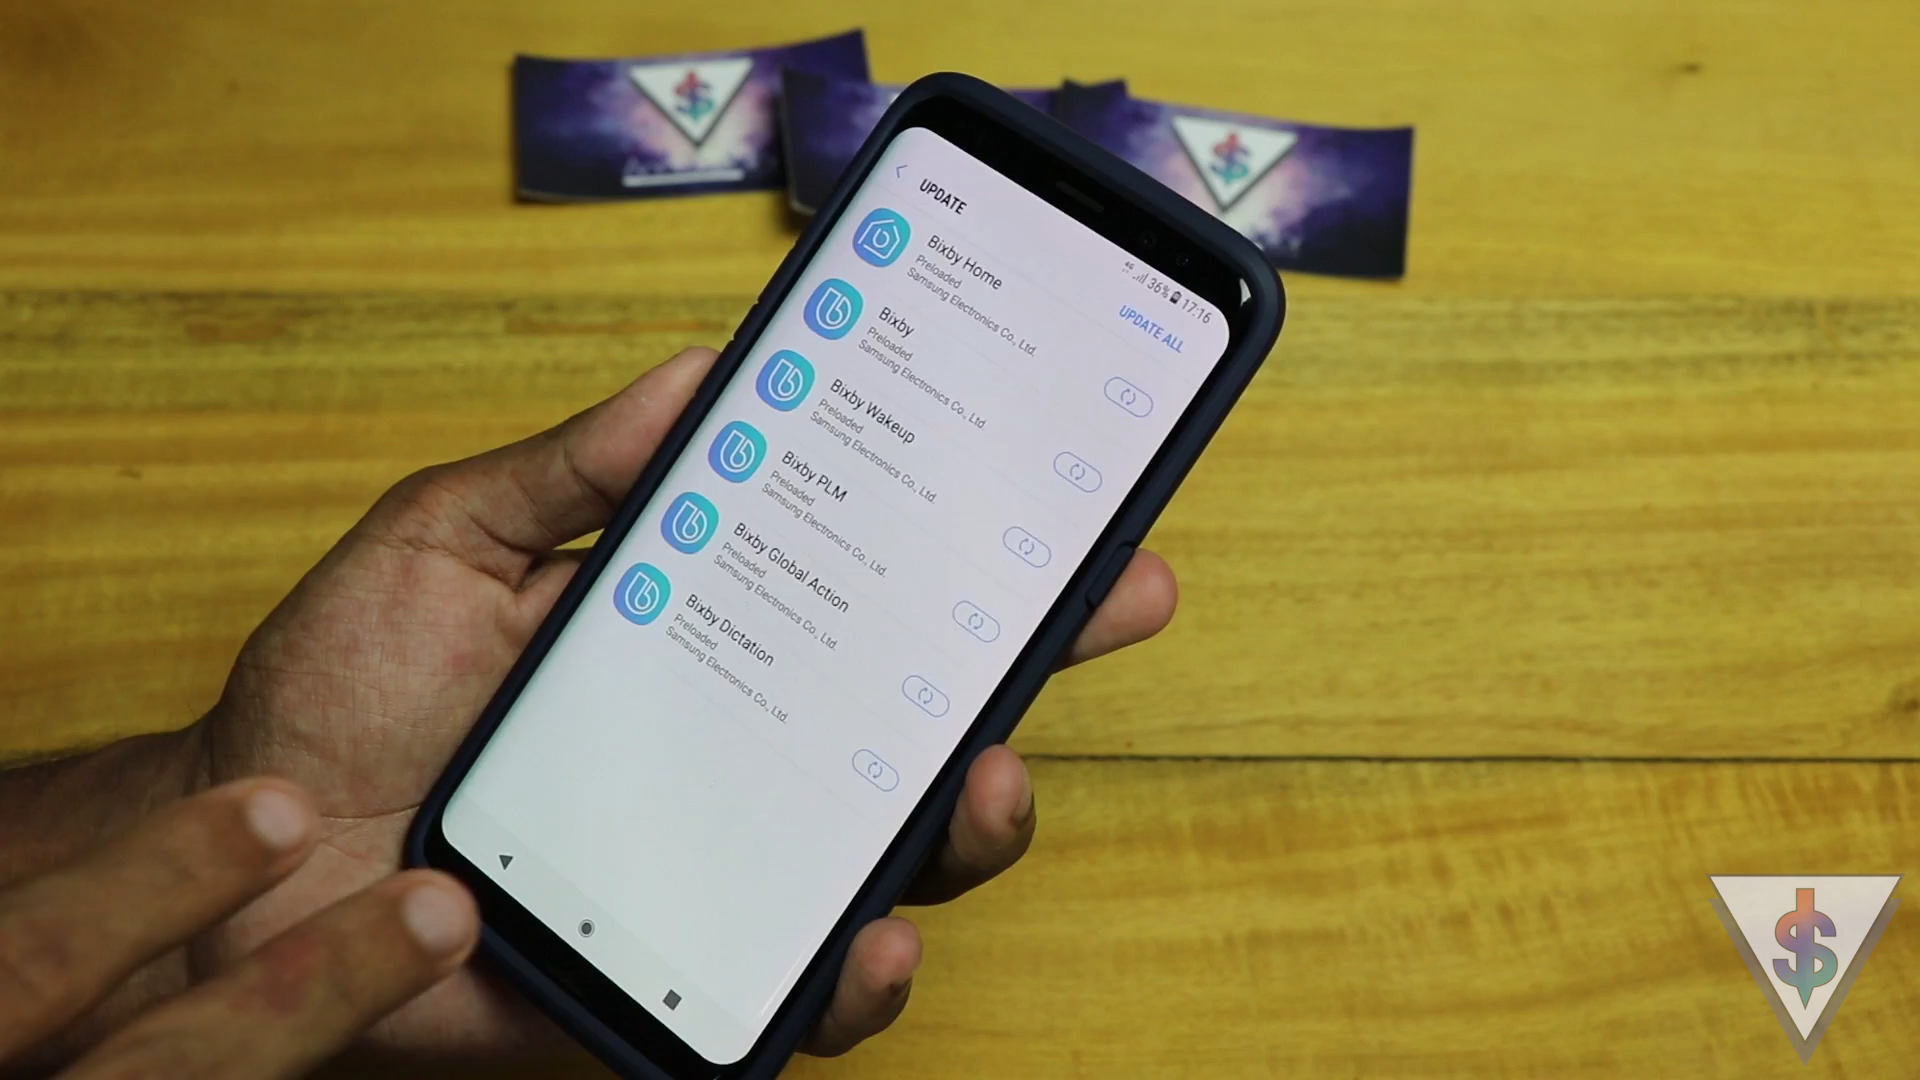 4G 36% 17:16
UPDATE
UPDATE ALL
Bixby Home
Preloaded
Samsung Electronics Co., Ltd.
Bixby
Preloaded
Samsung Electronics Co., Ltd.
Bixby Wakeup
Preloaded
Samsung Electronics Co., Ltd.
Bixby PLM
Preloaded
Samsung Electronics Co., Ltd.
Bixby Global Action
Preloaded
Samsung Electronics Co., Ltd.
Bixby Dictation
Preloaded
Samsung Electronics Co., Ltd.
$